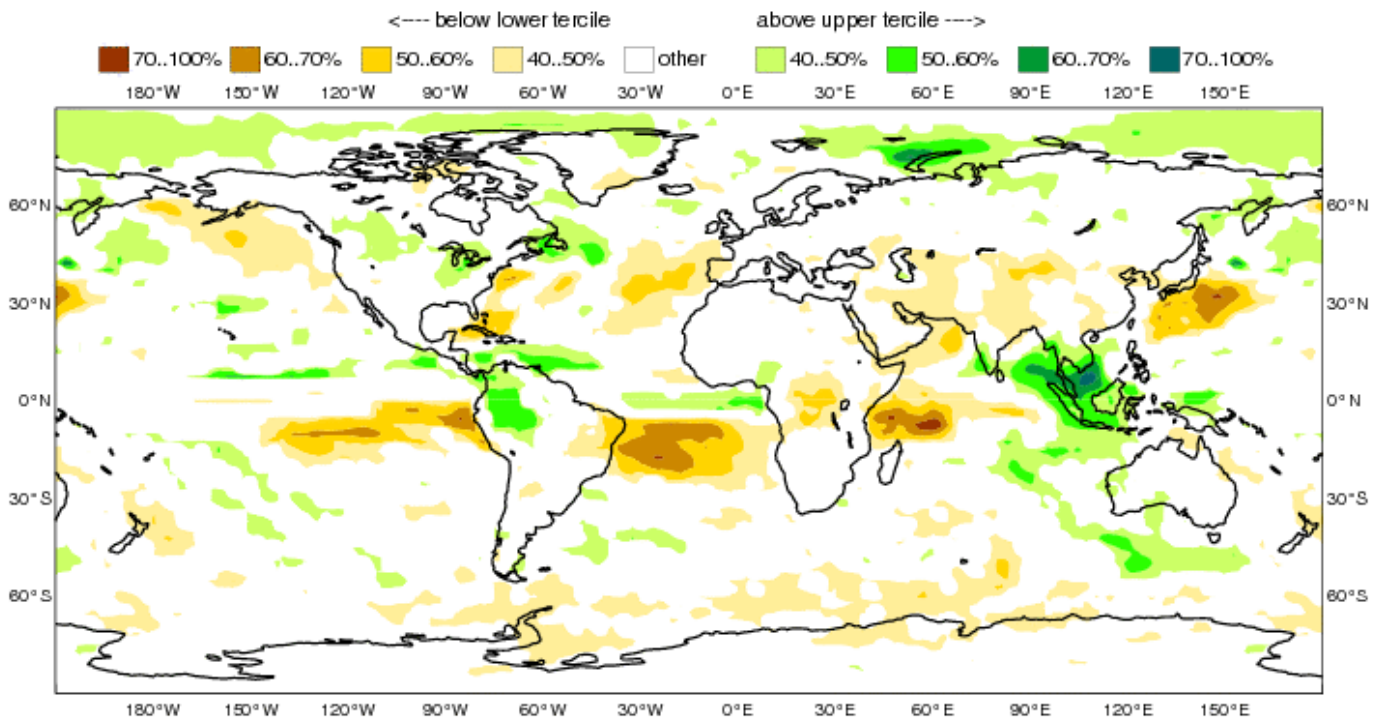 <---- below lower tercile above upper tercile ---->
70..100% 60..70% 50..60% 40..50% other 40..50% 50..60% 60..70% 70..100%
180°W 150°W 120°W 90°W 60°W 30°W 0°E 30°E 60°E 90°E 120°E 150°E
60°N 60°N
30°N 30°N
0°N 0°N
30°S 30°S
60°S 60°S
180°W 150°W 120°W 90°W 60°W 30°W 0°E 30°E 60°E 90°E 120°E 150°E